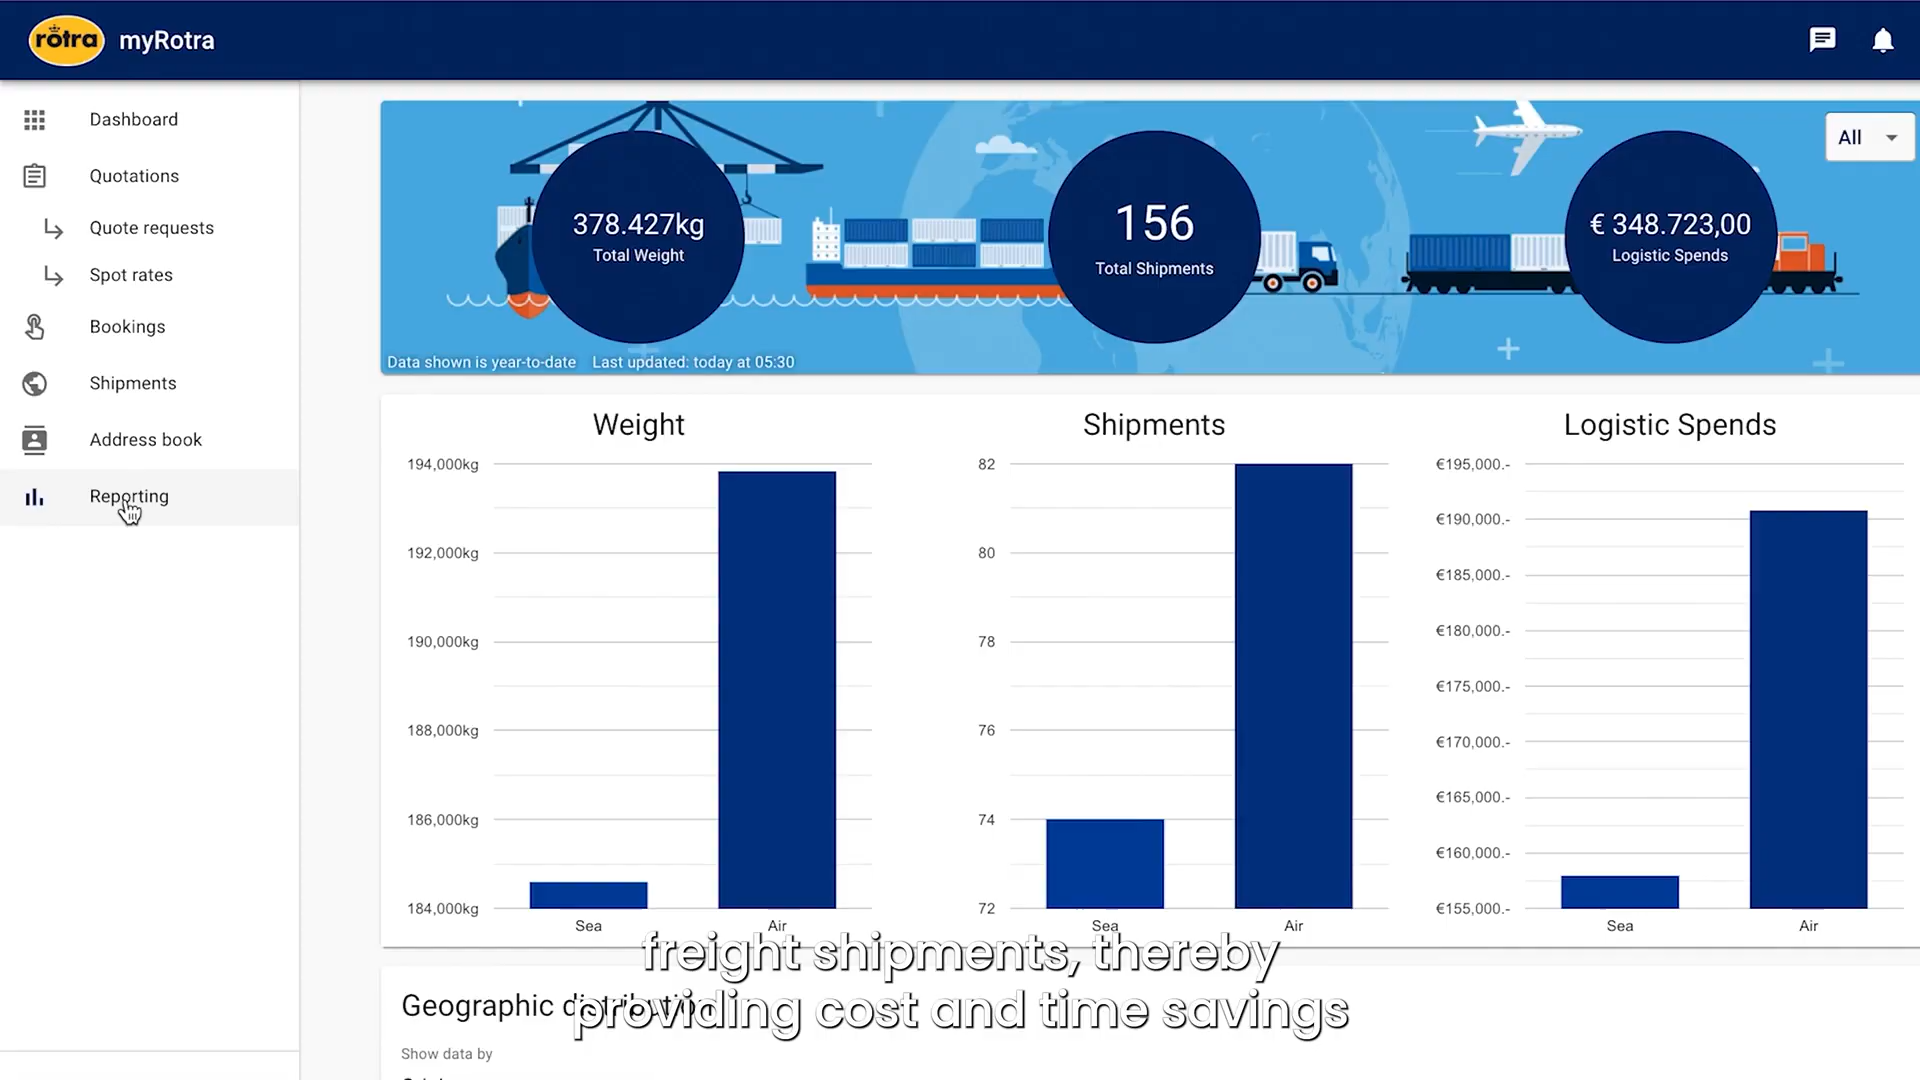 rotra myRotra
Dashboard
Quotations
Quote requests
Spot rates
Bookings
Shipments
Address book
Reporting
All
378.427kg
Total Weight
156
Total Shipments
€ 348.723,00
Logistic Spends
Data shown is year-to-date Last updated: today at 05:30
Weight
194,000kg
192,000kg
190,000kg
188,000kg
186,000kg
184,000kg
Sea Air
Shipments
82
80
78
76
74
72
Sea Air
Logistic Spends
€195,000.-
€190,000.-
€185,000.-
€180,000.-
€175,000.-
€170,000.-
€165,000.-
€160,000.-
€155,000.-
Sea Air
freight shipments, thereby
providing cost and time savings
Geographic distribution
Show data by